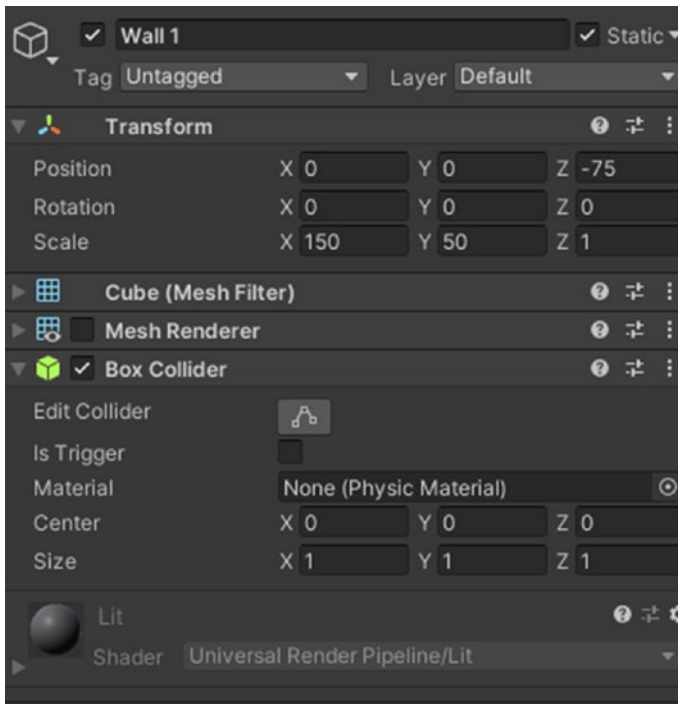 Wall 1 Static
Tag Untagged Layer Default
Transform
Position X 0 Y 0 Z -75
Rotation X 0 Y 0 Z 0
Scale X 150 Y 50 Z 1
Cube (Mesh Filter)
Mesh Renderer
Box Collider
Edit Collider
Is Trigger
Material None (Physic Material)
Center X 0 Y 0 Z 0
Size X 1 Y 1 Z 1
Lit
Shader Universal Render Pipeline/Lit